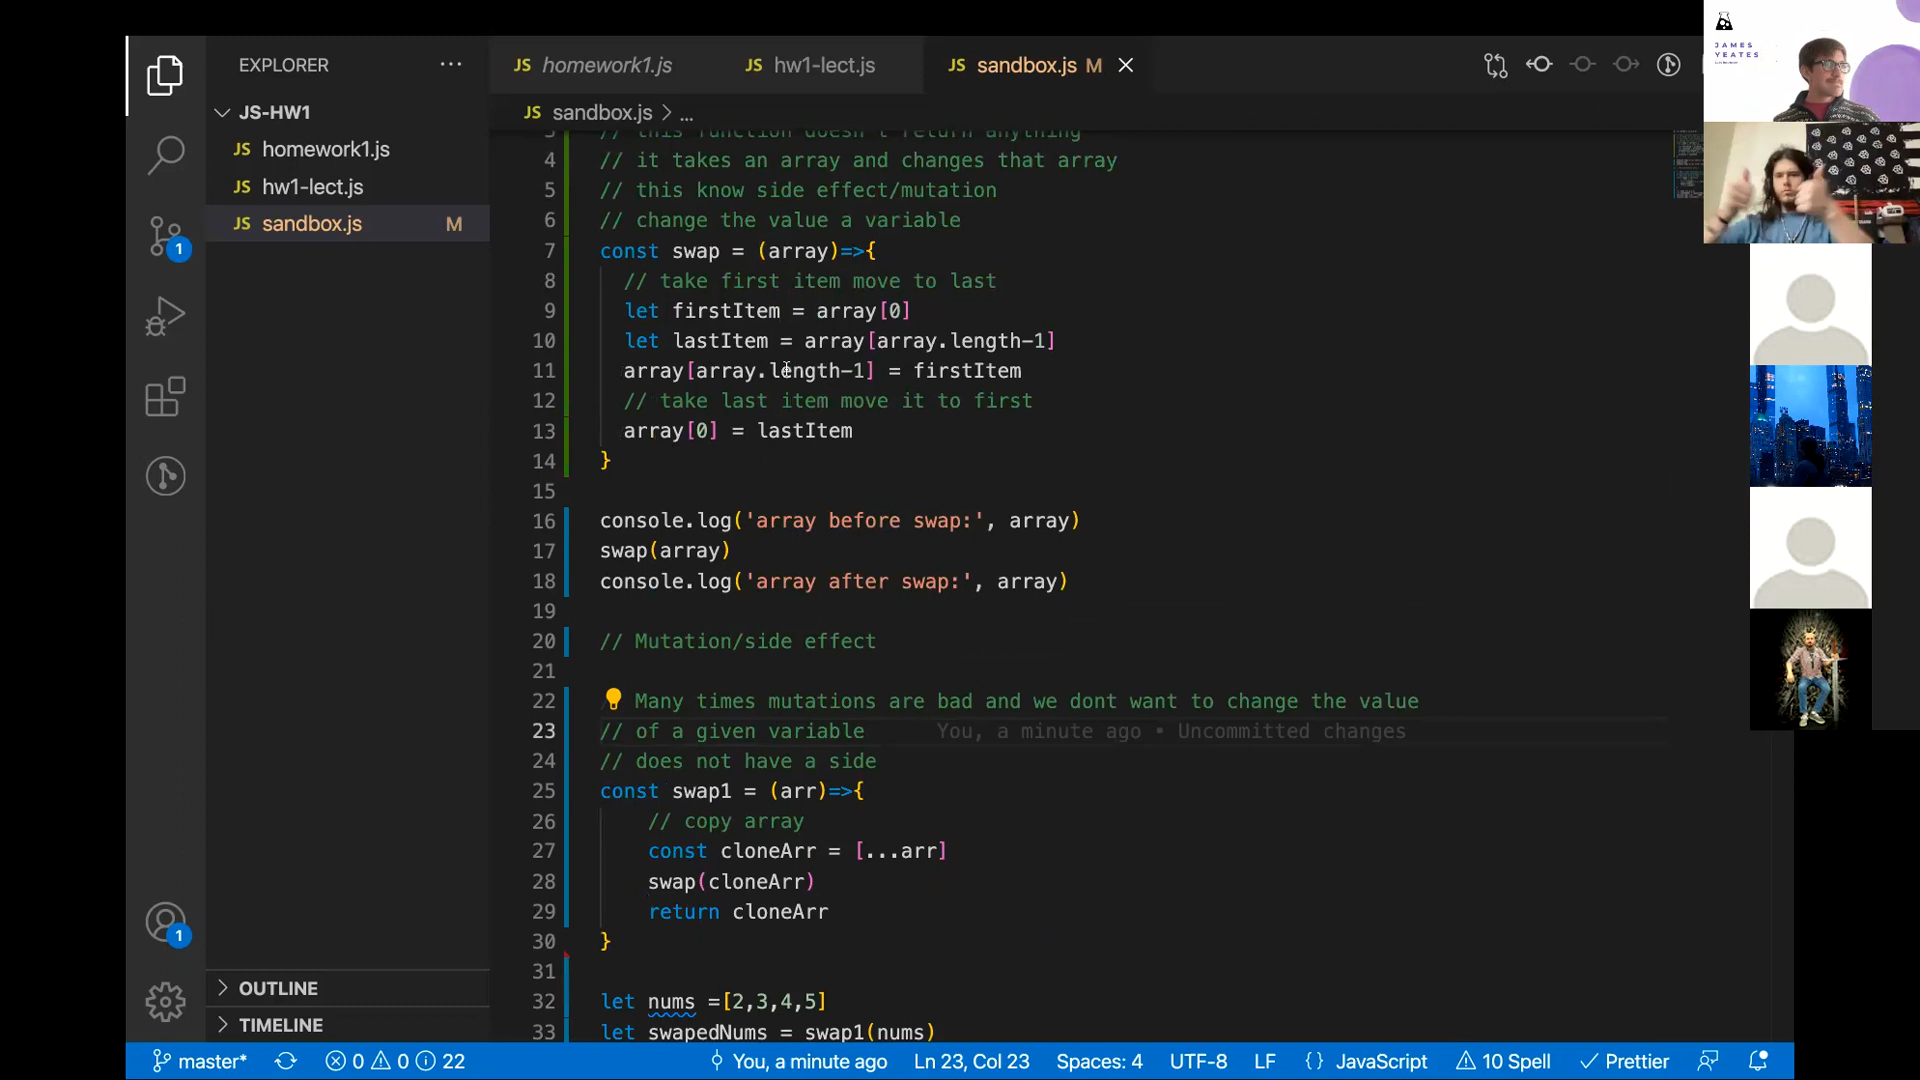 EXPLORER
JS-HW1
JS homework1.js
JS hw1-lect.js
JS sandbox.js M
OUTLINE
TIMELINE
1
1
JS homework1.js JS hw1-lect.js JS sandbox.js M
JS sandbox.js > ...
3 // this function doesn't return anything
4 // it takes an array and changes that array
5 // this know side effect/mutation
6 // change the value a variable
7 const swap = (array)=>{
8 // take first item move to last
9 let firstItem = array[0]
10 let lastItem = array[array.length-1]
11 array[array.length-1] = firstItem
12 // take last item move it to first
13 array[0] = lastItem
14 }
15
16 console.log('array before swap:', array)
17 swap(array)
18 console.log('array after swap:', array)
19
20 // Mutation/side effect
21
22 Many times mutations are bad and we dont want to change the value
23 // of a given variable You, a minute ago • Uncommitted changes
24 // does not have a side
25 const swap1 = (arr)=>{
26 // copy array
27 const cloneArr = [...arr]
28 swap(cloneArr)
29 return cloneArr
30 }
31
32 let nums =[2,3,4,5]
33 let swapedNums = swap1(nums)
JAMES
YEATES
master* 0 0 22 You, a minute ago Ln 23, Col 23 Spaces: 4 UTF-8 LF {} JavaScript 10 Spell Prettier